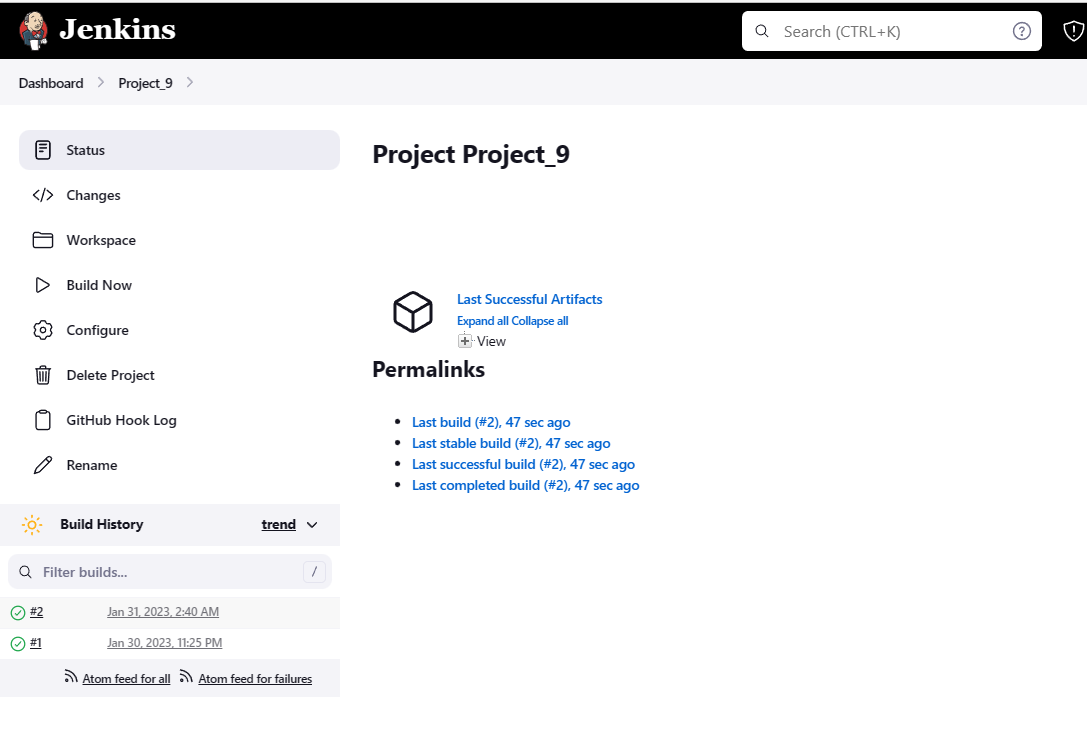 Jenkins
Search (CTRL+K)
Dashboard
Project_9
Status
Changes
Workspace
Build Now
Configure
Delete Project
GitHub Hook Log
Rename
Build History
trend
Filter builds...
/
#2 Jan 31, 2023, 2:40 AM
#1 Jan 30, 2023, 11:25 PM
Atom feed for all Atom feed for failures
Project Project_9
Last Successful Artifacts
Expand all Collapse all
View
Permalinks
Last build (#2), 47 sec ago
Last stable build (#2), 47 sec ago
Last successful build (#2), 47 sec ago
Last completed build (#2), 47 sec ago